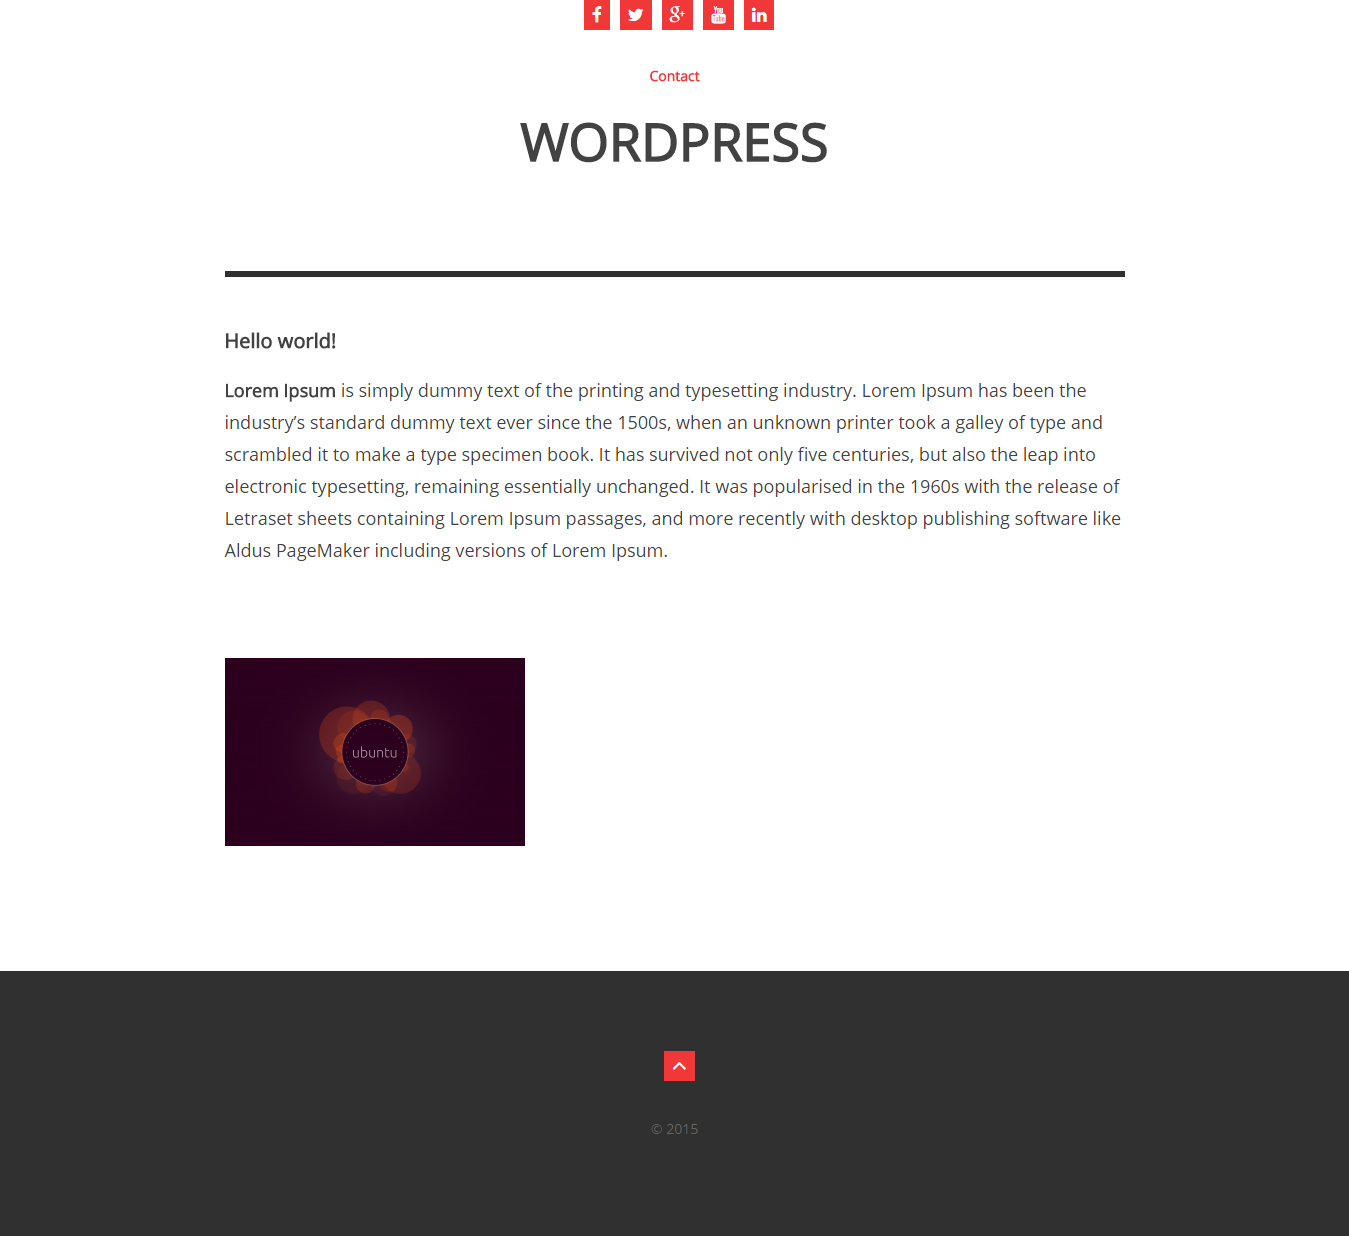 f g+ You Tube in
Contact
WORDPRESS
Hello world!
Lorem Ipsum is simply dummy text of the printing and typesetting industry. Lorem Ipsum has been the
industry’s standard dummy text ever since the 1500s, when an unknown printer took a galley of type and
scrambled it to make a type specimen book. It has survived not only five centuries, but also the leap into
electronic typesetting, remaining essentially unchanged. It was popularised in the 1960s with the release of
Letraset sheets containing Lorem Ipsum passages, and more recently with desktop publishing software like
Aldus PageMaker including versions of Lorem Ipsum.
ubuntu
© 2015